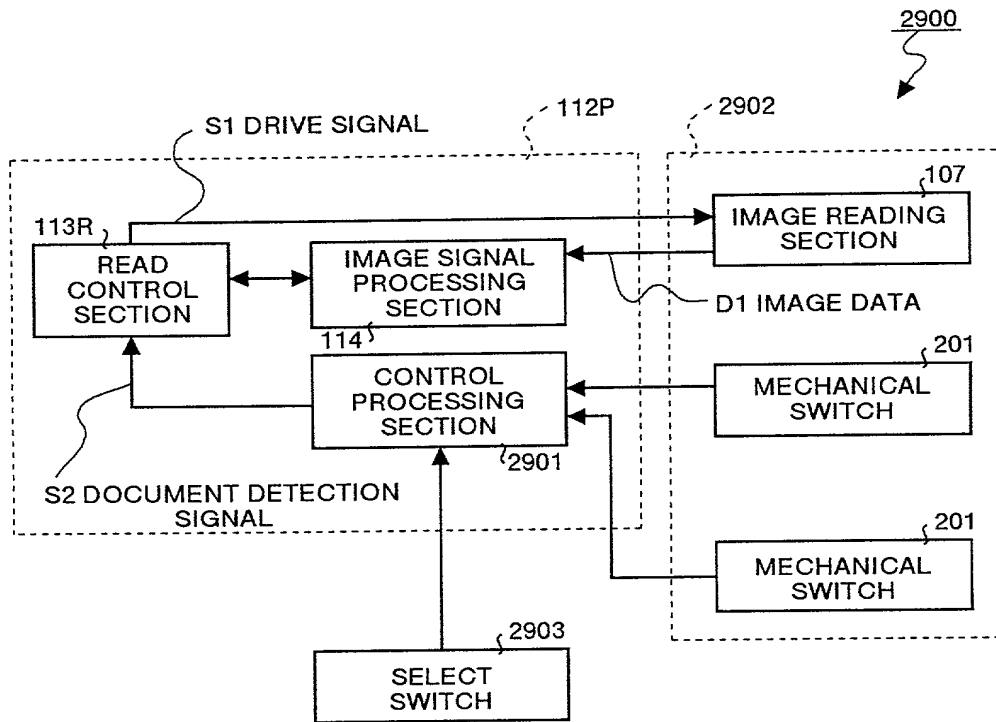 2900
112P
2902
S1 DRIVE SIGNAL
107
IMAGE READING
SECTION
113R
READ
CONTROL
SECTION
IMAGE SIGNAL
PROCESSING
SECTION
114
D1 IMAGE DATA
201
MECHANICAL
SWITCH
CONTROL
PROCESSING
SECTION
2901
S2 DOCUMENT DETECTION
SIGNAL
201
MECHANICAL
SWITCH
2903
SELECT
SWITCH